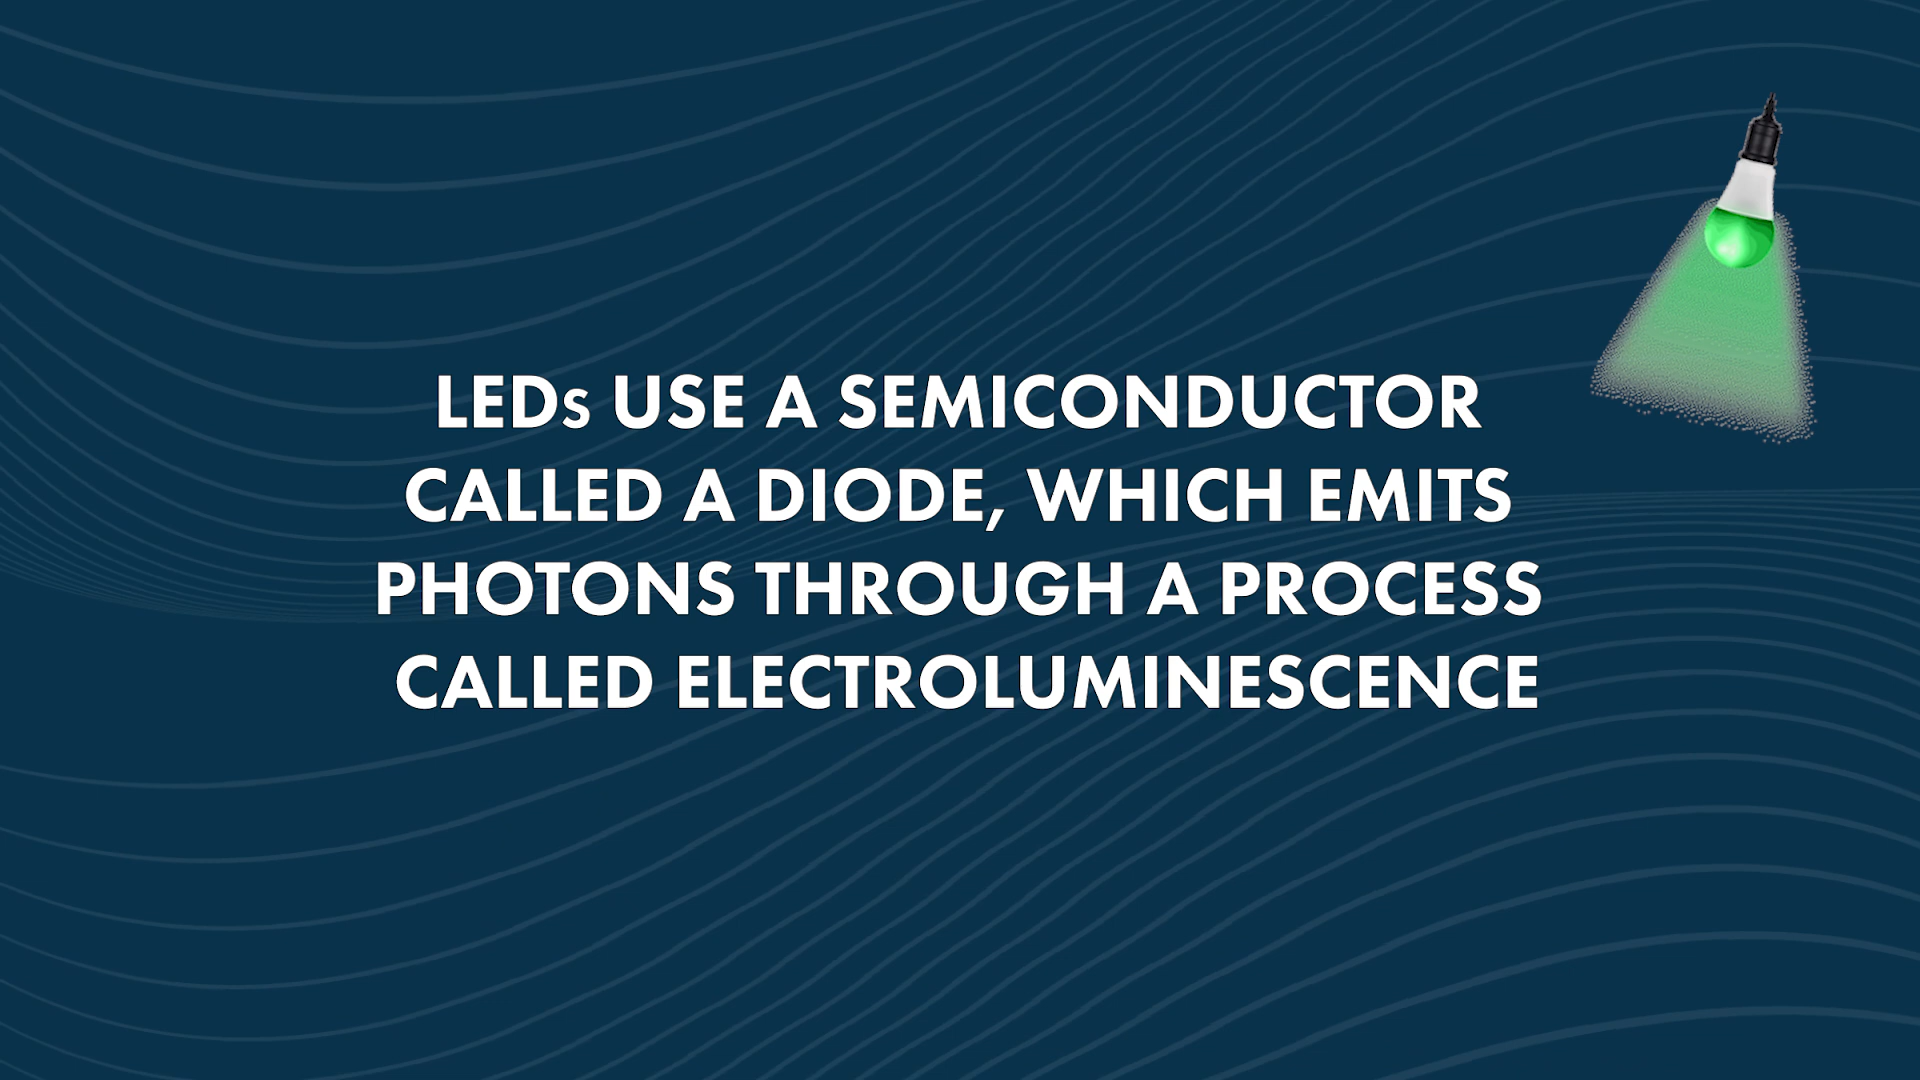 LEDs USE A SEMICONDUCTOR
CALLED A DIODE, WHICH EMITS
PHOTONS THROUGH A PROCESS
CALLED ELECTROLUMINESCENCE